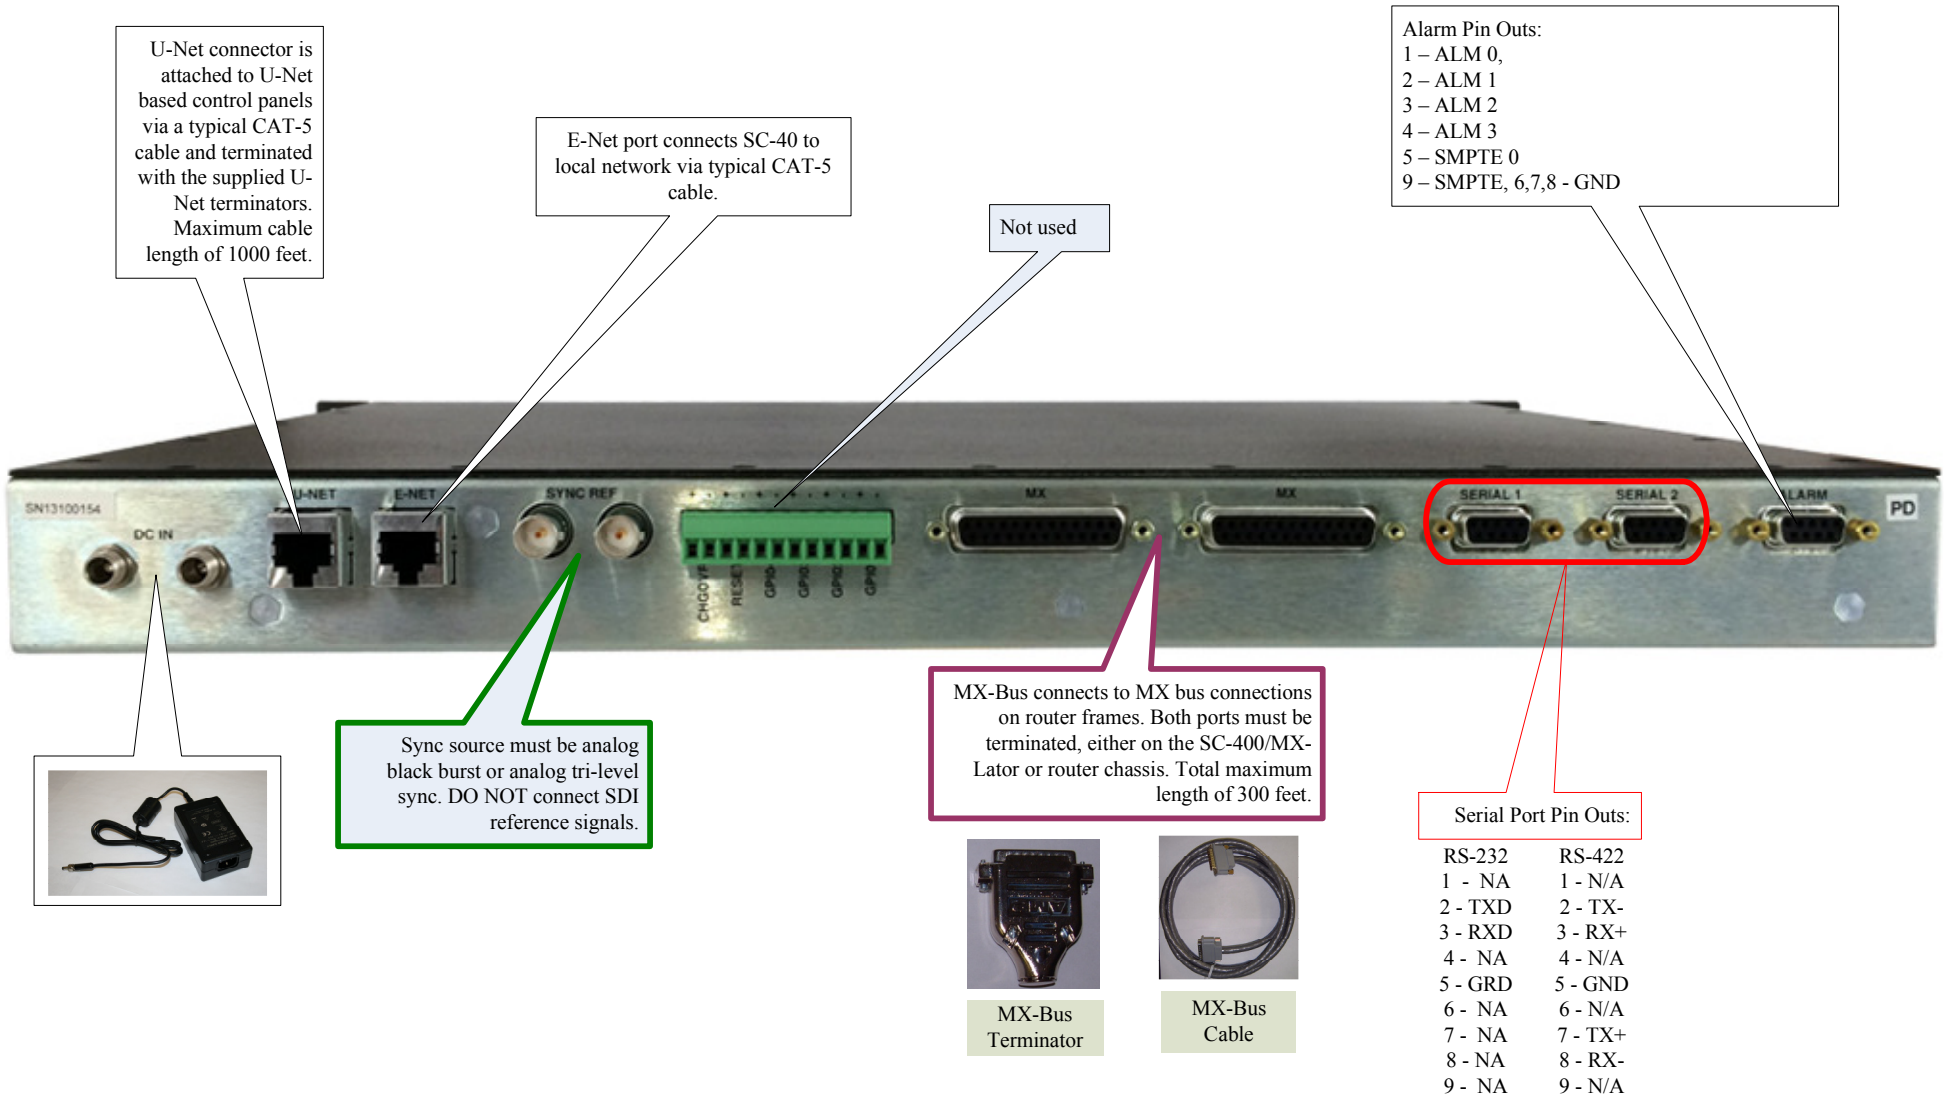 U-Net connector is
attached to U-Net
based control panels
via a typical CAT-5
cable and terminated
with the supplied U-
Net terminators.
Maximum cable
length of 1000 feet.
E-Net port connects SC-40 to
local network via typical CAT-5
cable.
Not used
Alarm Pin Outs:
1 – ALM 0,
2 – ALM 1
3 – ALM 2
4 – ALM 3
5 – SMPTE 0
9 – SMPTE, 6,7,8 - GND
SN13100154
DC IN
U-NET
E-NET
SYNC REF
CHGOVR
RESET
GPIO
GPIO
GPIO
GPIO
MX
MX
SERIAL 1
SERIAL 2
ALARM
PD
Sync source must be analog
black burst or analog tri-level
sync. DO NOT connect SDI
reference signals.
MX-Bus connects to MX bus connections
on router frames. Both ports must be
terminated, either on the SC-400/MX-
Lator or router chassis. Total maximum
length of 300 feet.
AMP
MX-Bus
Terminator
MX-Bus
Cable
Serial Port Pin Outs:
RS-232 RS-422
1 - NA 1 - N/A
2 - TXD 2 - TX-
3 - RXD 3 - RX+
4 - NA 4 - N/A
5 - GRD 5 - GND
6 - NA 6 - N/A
7 - NA 7 - TX+
8 - NA 8 - RX-
9 - NA 9 - N/A